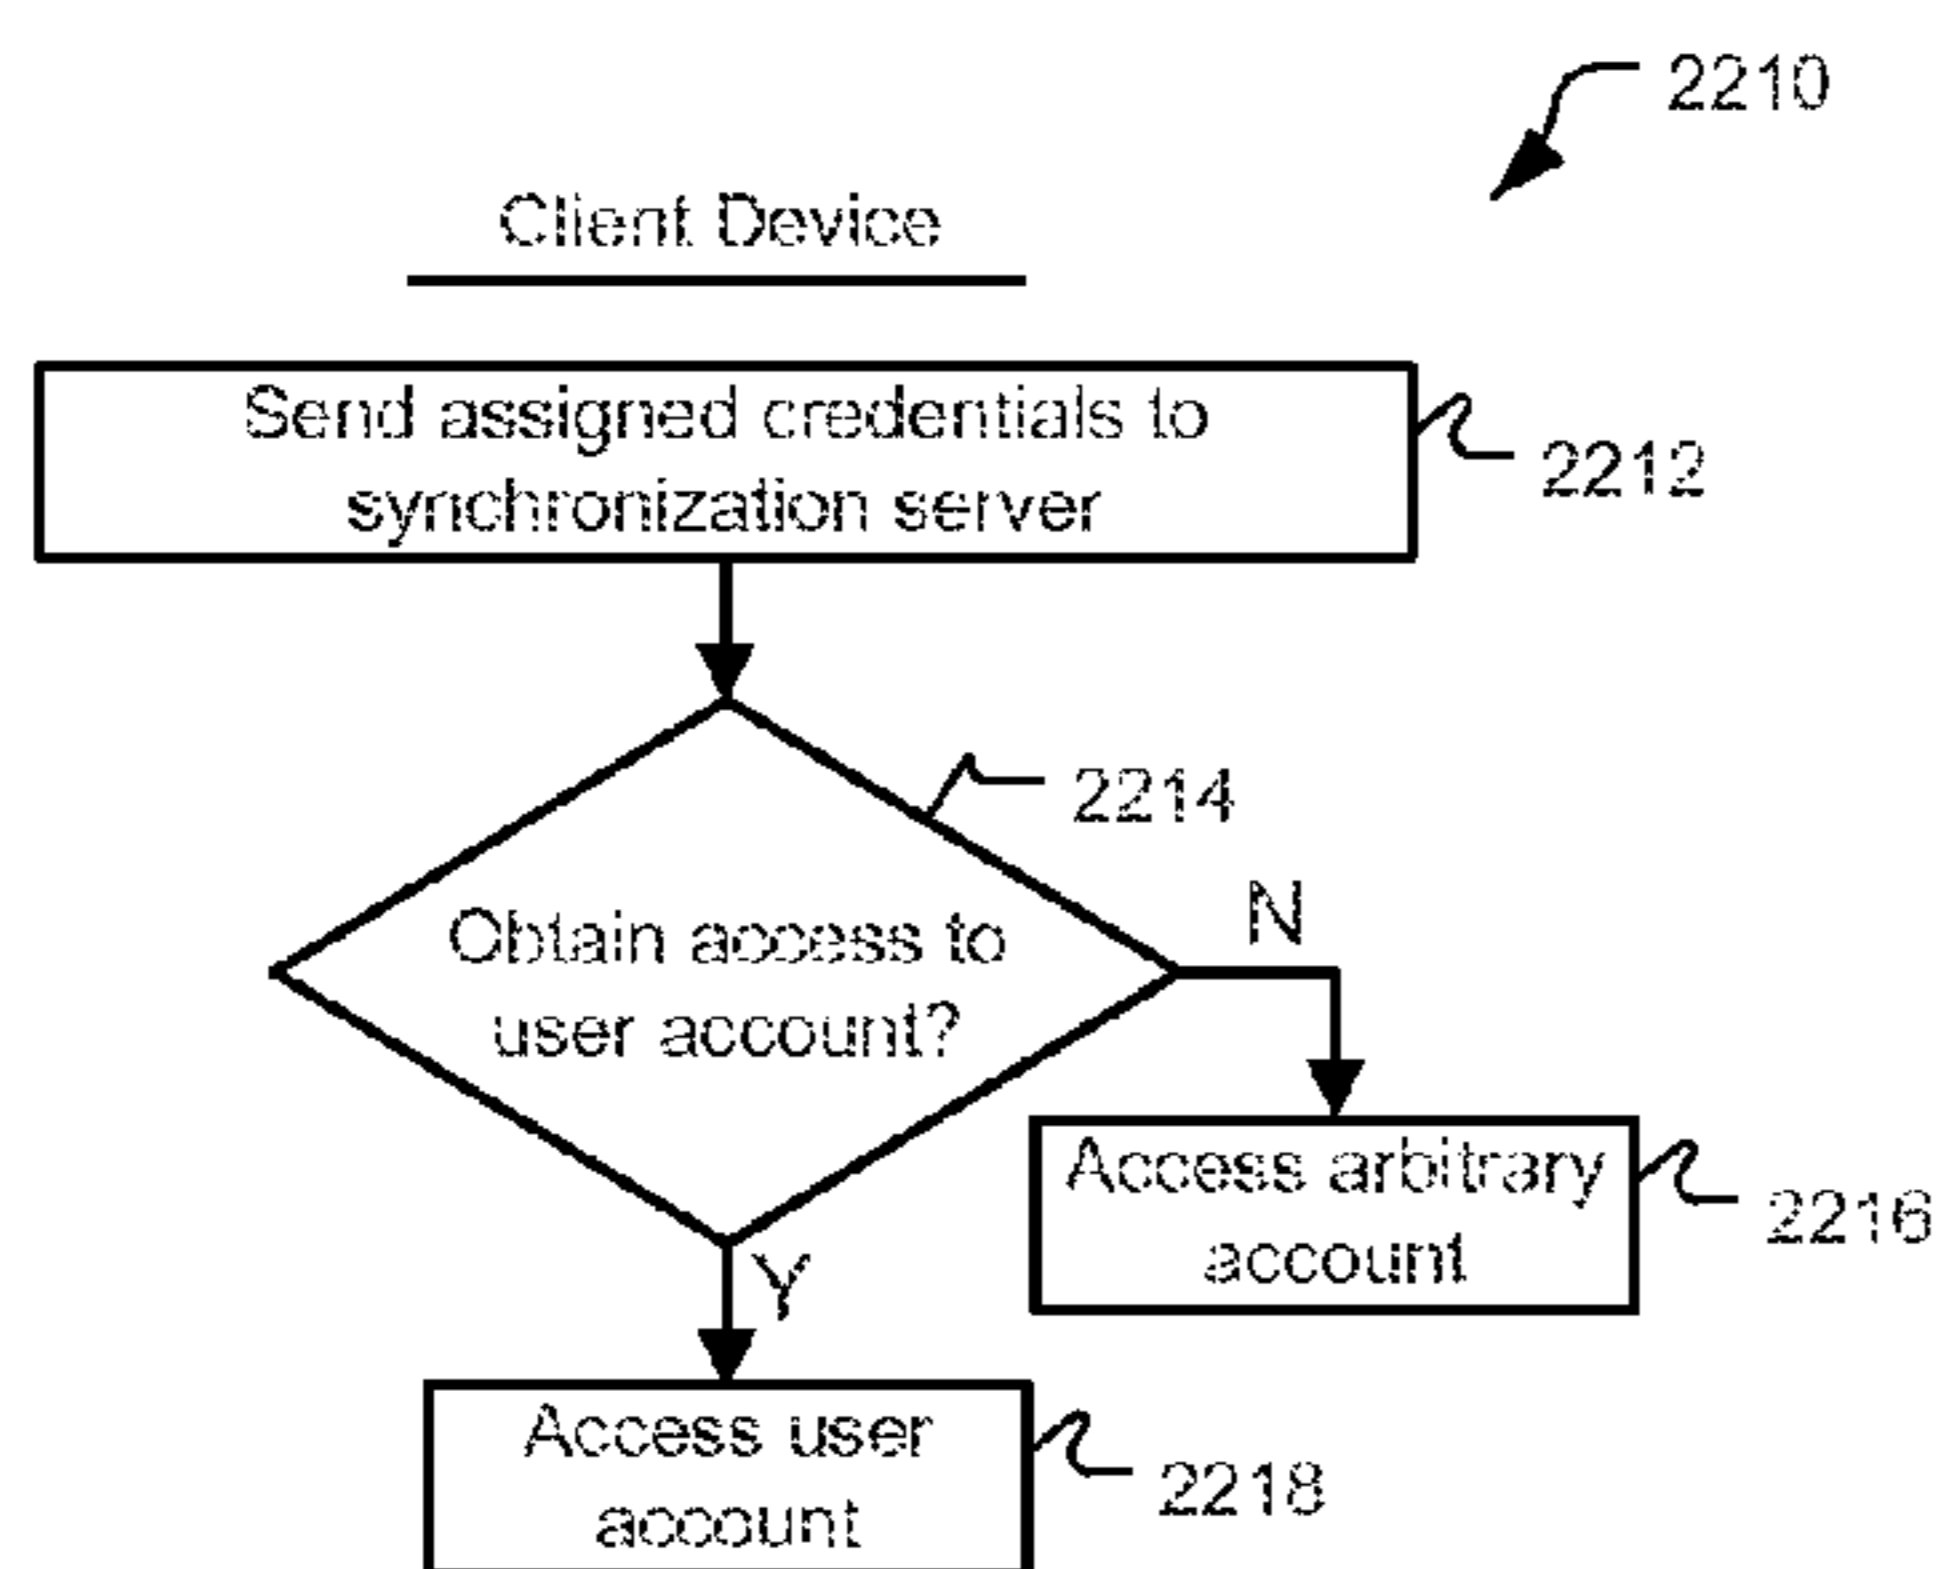 2210
Client Device
Send assigned credentials to
synchronization server
2212
2214
Obtain access to
user account?
N
Access arbitrary
account
2216
Y
Access user
account
2218